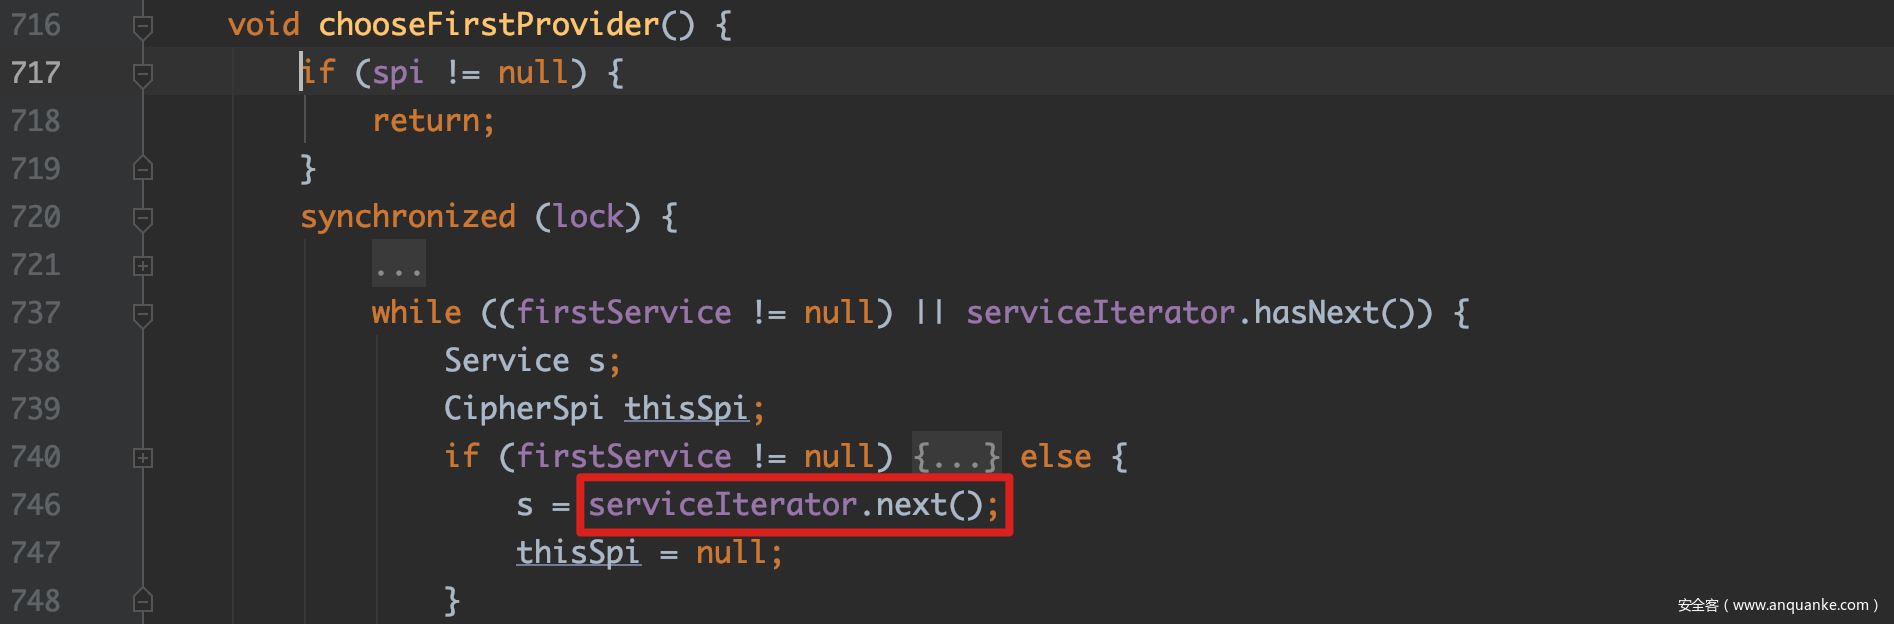 716 void chooseFirstProvider() {
717 if (spi != null) {
718 return;
719 }
720 synchronized (lock) {
721 ...
737 while ((firstService != null) || serviceIterator.hasNext()) {
738 Service s;
739 CipherSpi thisSpi;
740 if (firstService != null) {...} else {
746 s = serviceIterator.next();
747 thisSpi = null;
748 }
安全客 ( www.anquanke.com )